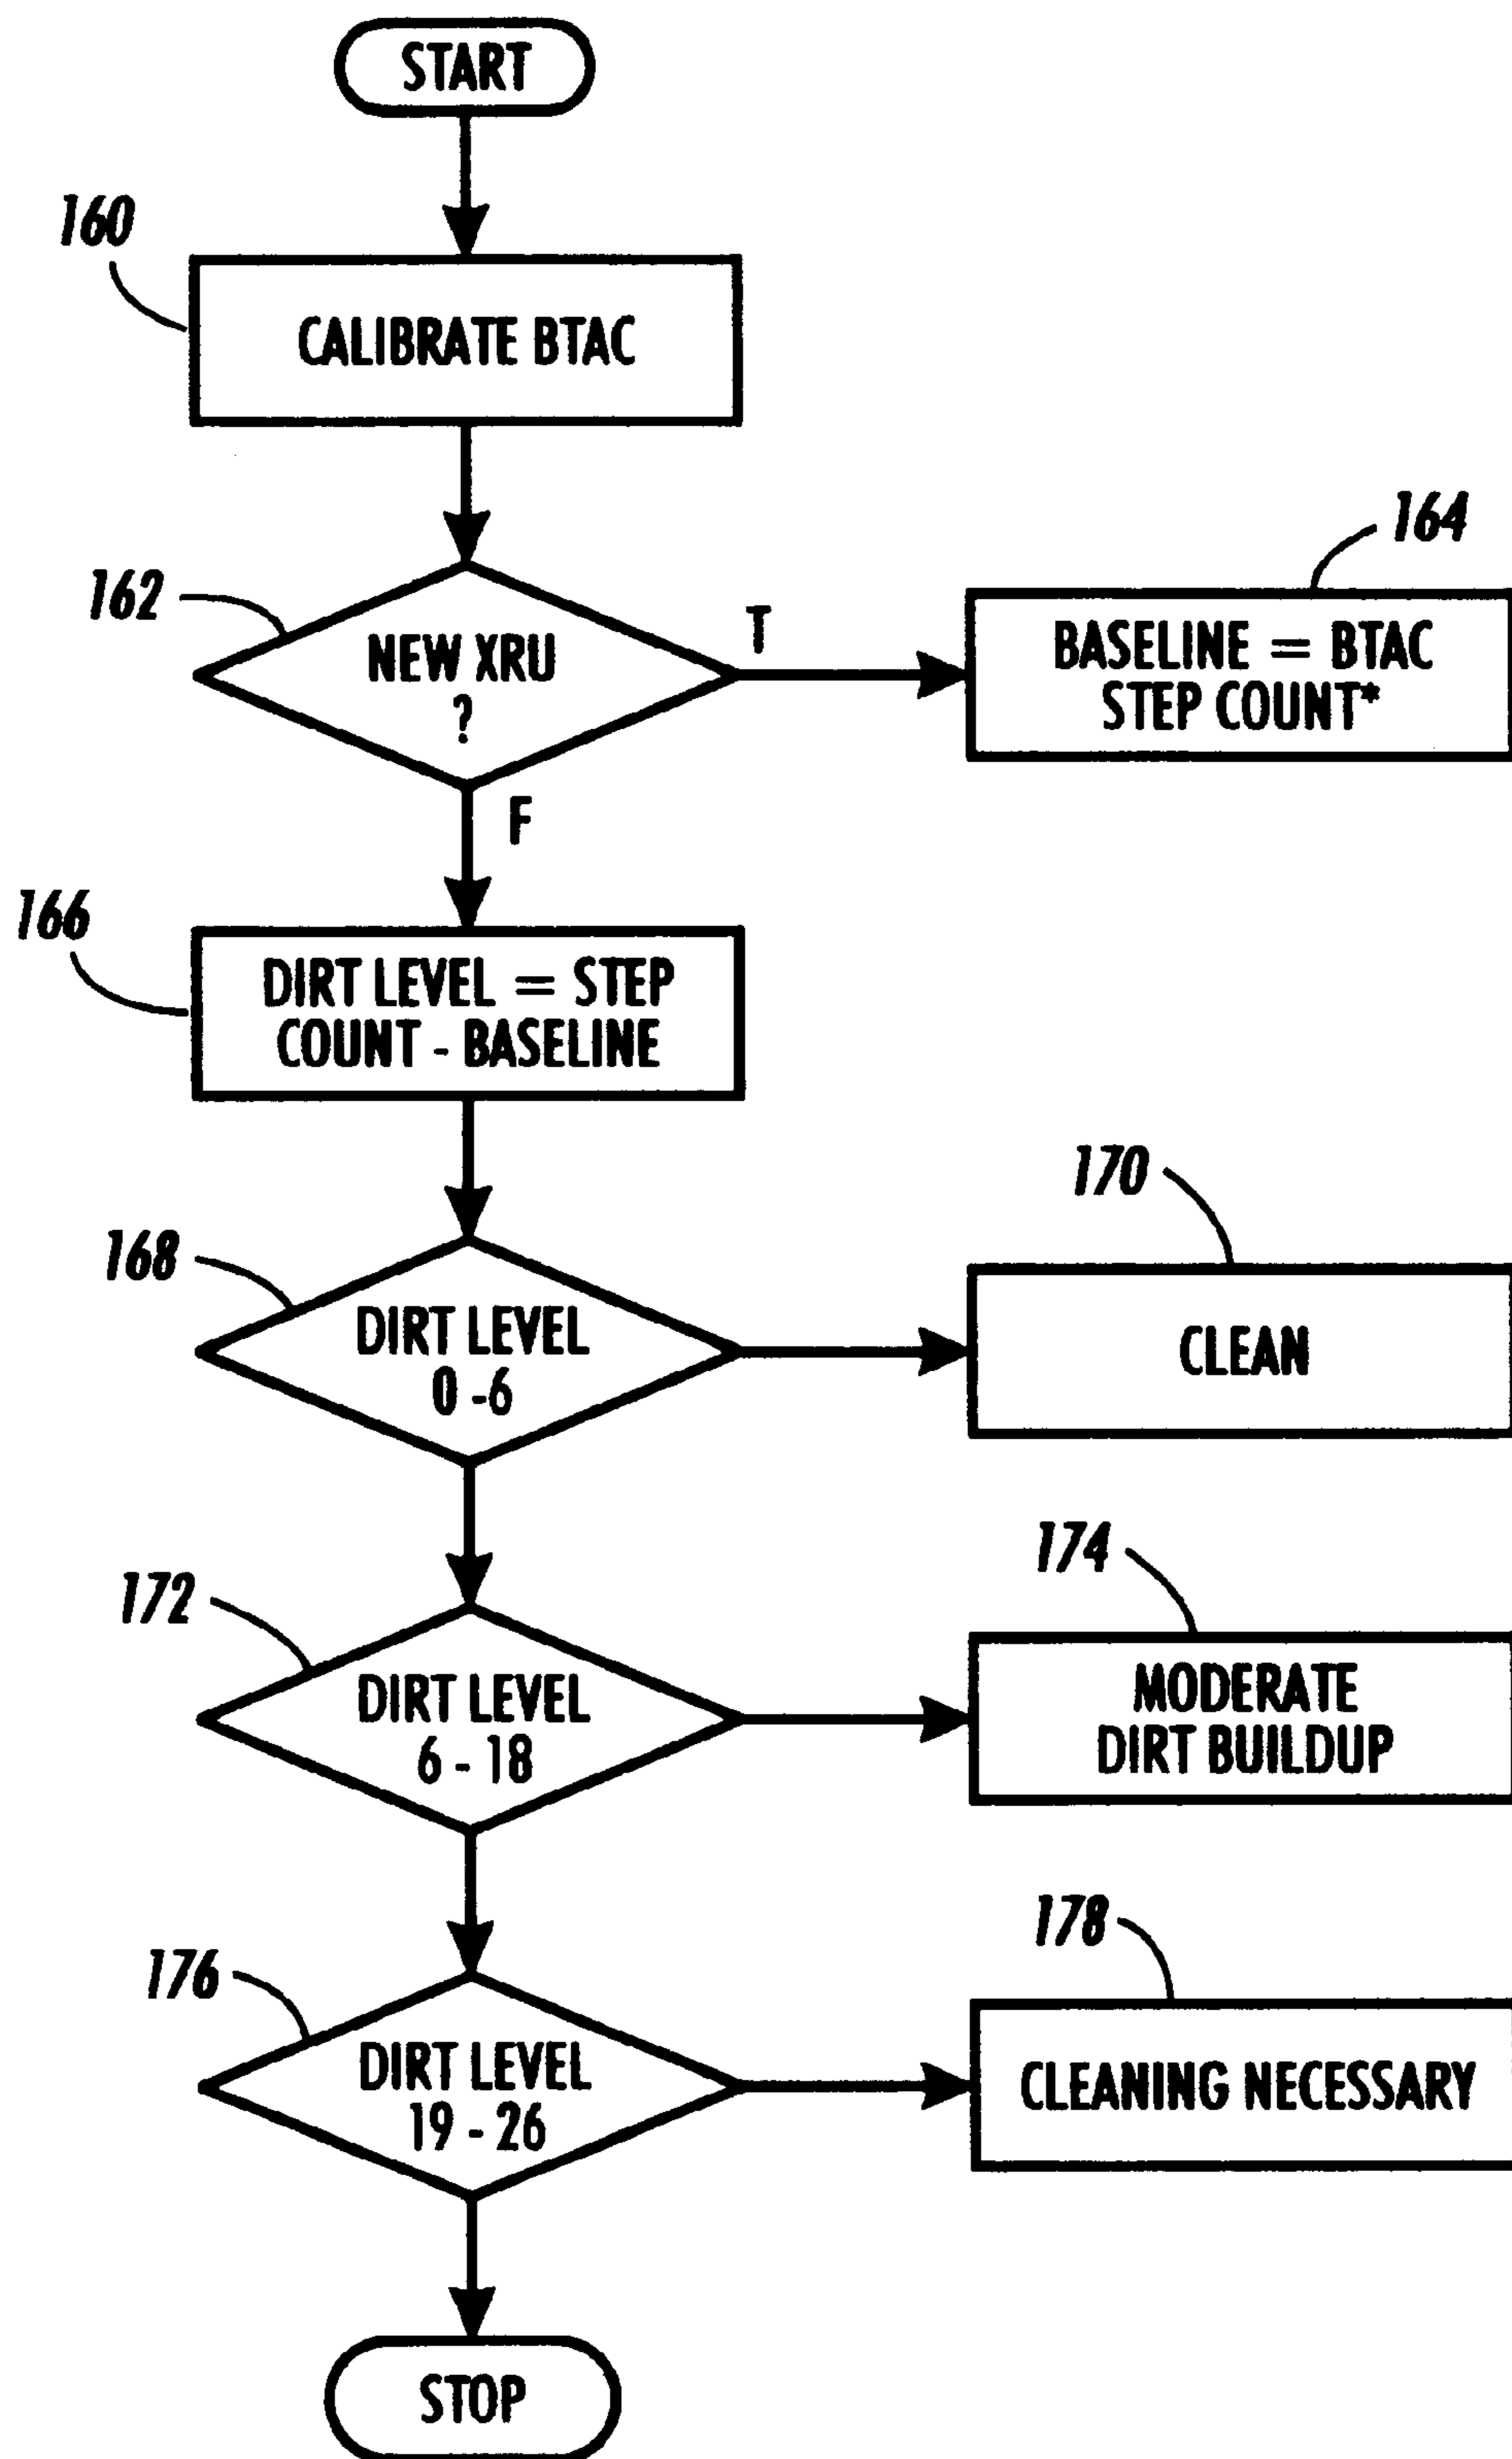 START
160
CALIBRATE BTAC
162
NEW XRU
?
T
164
BASELINE = BTAC
STEP COUNT*
F
166
DIRT LEVEL = STEP
COUNT - BASELINE
168
DIRT LEVEL
0 -6
170
CLEAN
172
DIRT LEVEL
6 - 18
174
MODERATE
DIRT BUILDUP
176
DIRT LEVEL
19 - 26
178
CLEANING NECESSARY
STOP